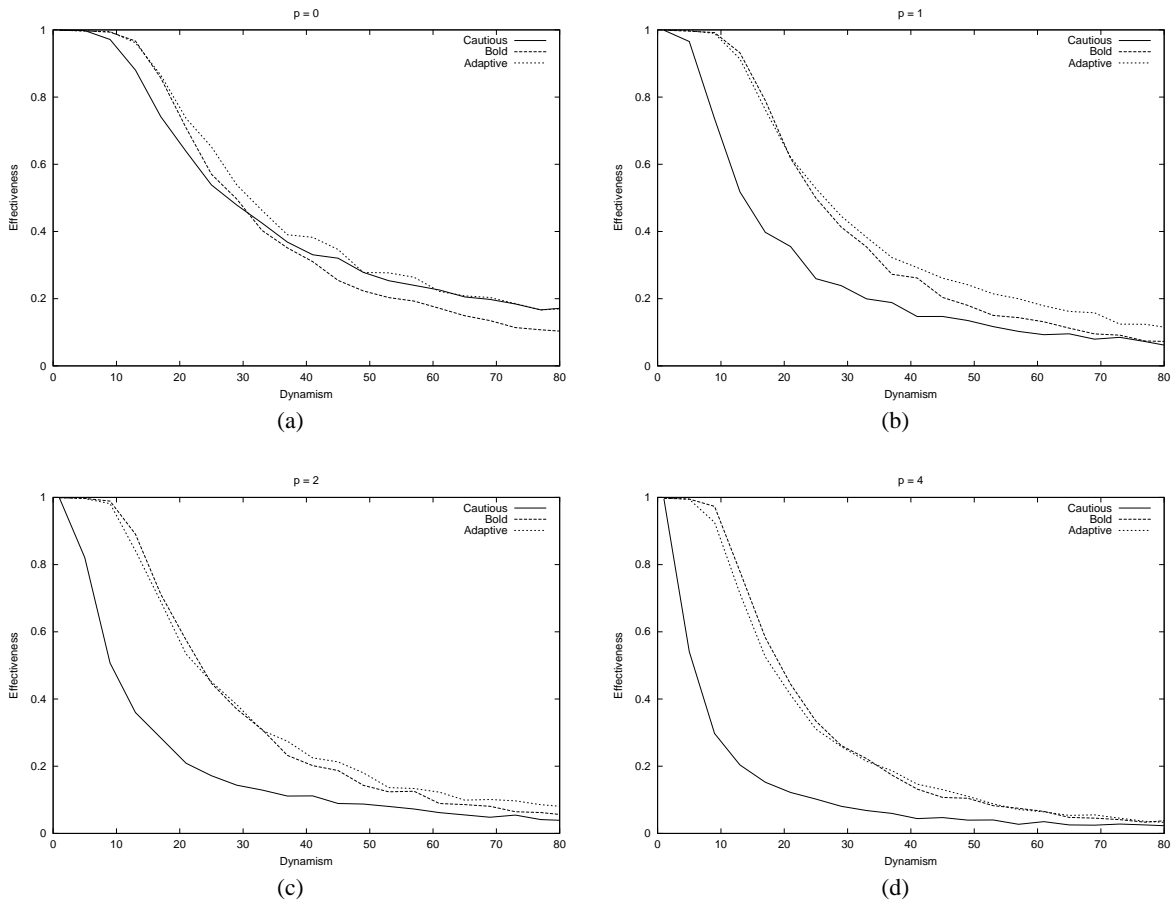 p = 0
Cautious
Bold
Adaptive
Effectiveness
1
0.8
0.6
0.4
0.2
0
0 10 20 30 40 50 60 70 80
Dynamism
(a)
p = 1
Cautious
Bold
Adaptive
Effectiveness
1
0.8
0.6
0.4
0.2
0
0 10 20 30 40 50 60 70 80
Dynamism
(b)
p = 2
Cautious
Bold
Adaptive
Effectiveness
1
0.8
0.6
0.4
0.2
0
0 10 20 30 40 50 60 70 80
Dynamism
(c)
p = 4
Cautious
Bold
Adaptive
Effectiveness
1
0.8
0.6
0.4
0.2
0
0 10 20 30 40 50 60 70 80
Dynamism
(d)